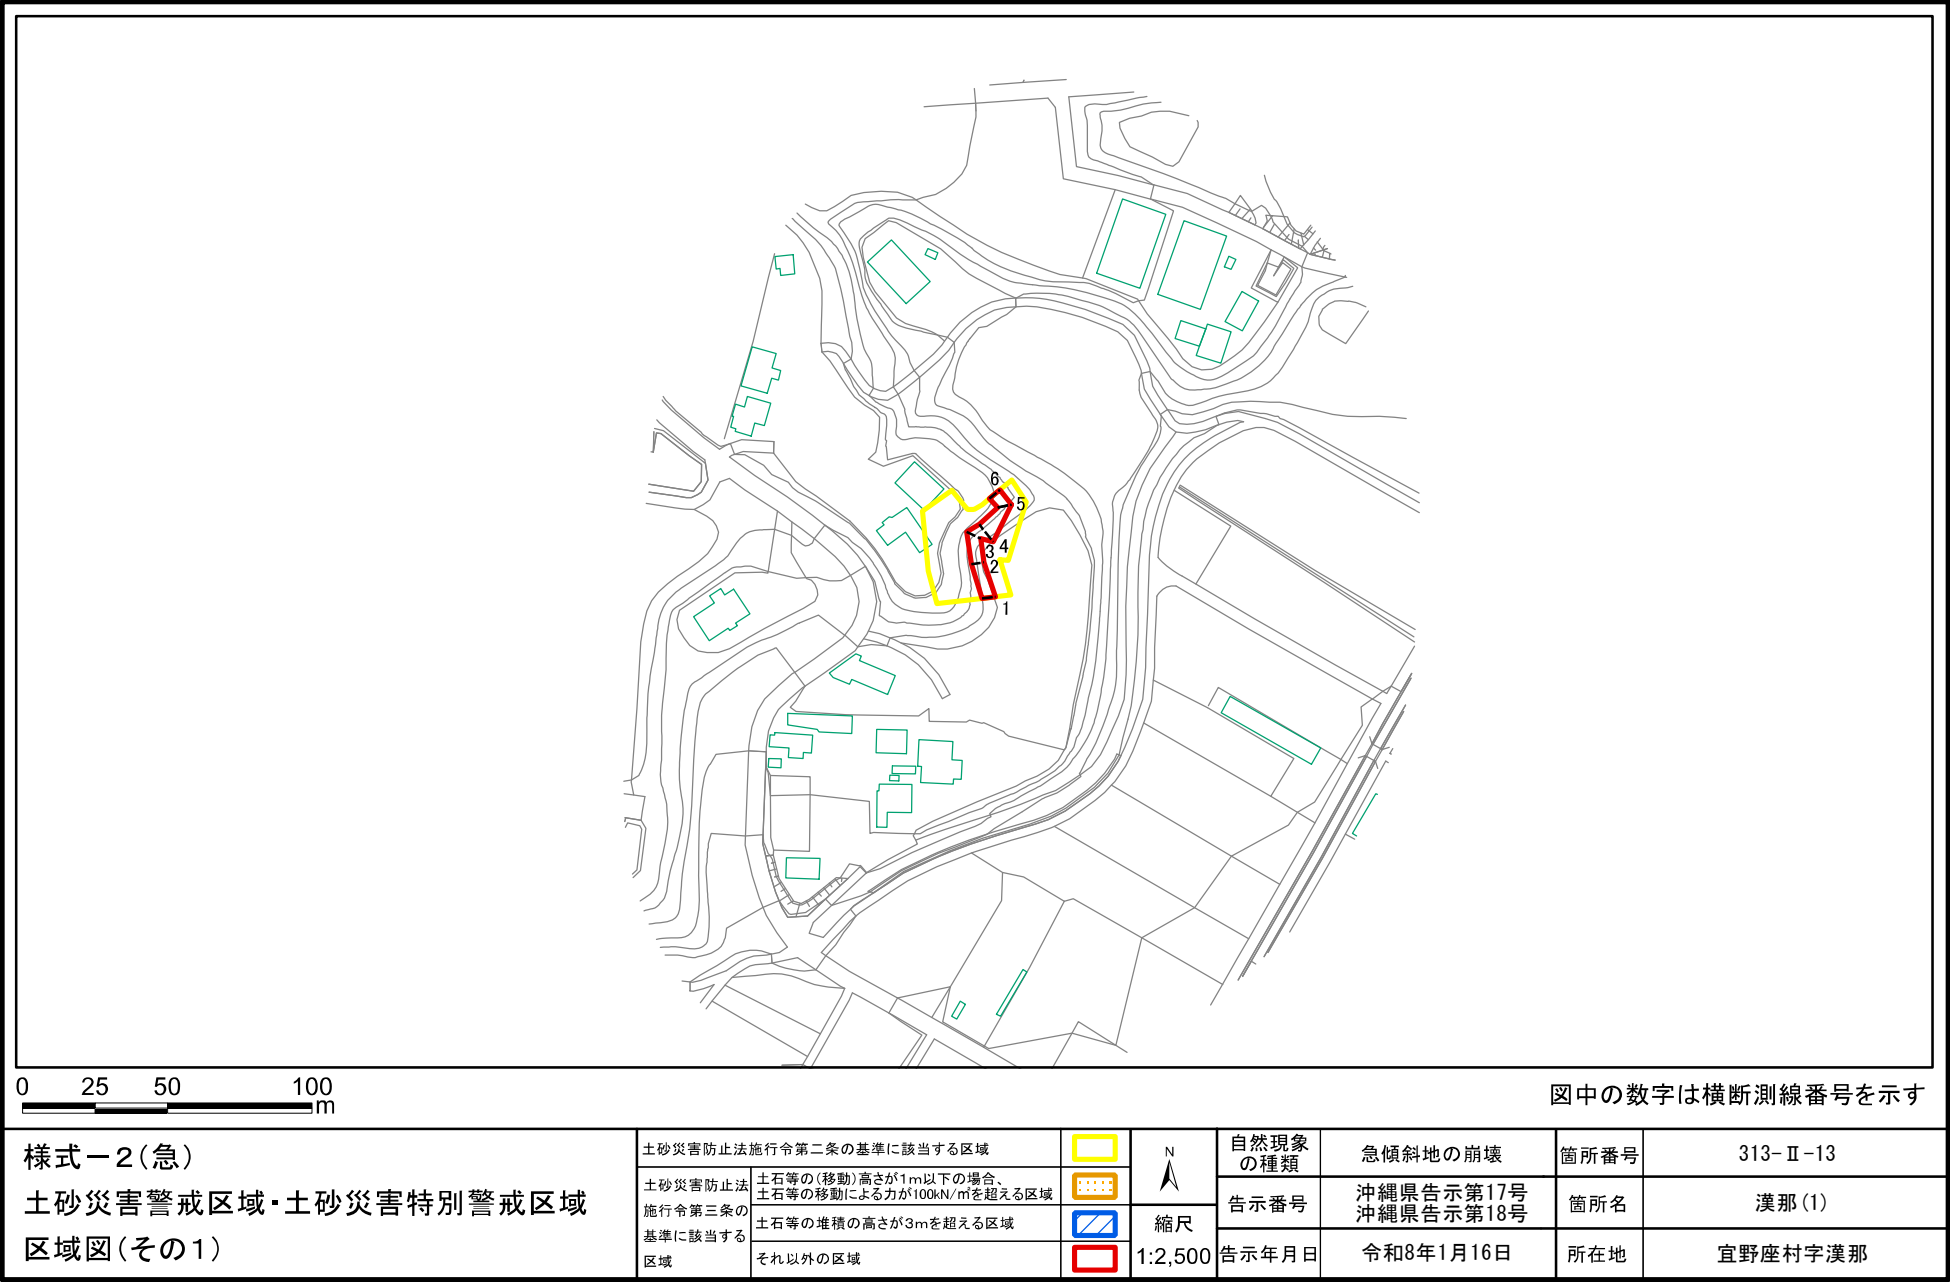 6
5
4
3
2
1
0 25 50 100
m
図中の数字は横断測線番号を示す
様式－2(急)
土砂災害警戒区域・土砂災害特別警戒区域
区域図(その1)
土砂災害防止法施行令第二条の基準に該当する区域
土砂災害防止法
施行令第三条の
基準に該当する
区域
土石等の(移動)高さが1m以下の場合、
土石等の移動による力が100kN/㎡を超える区域
土石等の堆積の高さが3mを超える区域
それ以外の区域
N
縮尺
1:2,500
自然現象
の種類
急傾斜地の崩壊
箇所番号
313-Ⅱ-13
告示番号
沖縄県告示第17号
沖縄県告示第18号
箇所名
漢那(1)
告示年月日
令和8年1月16日
所在地
宜野座村字漢那